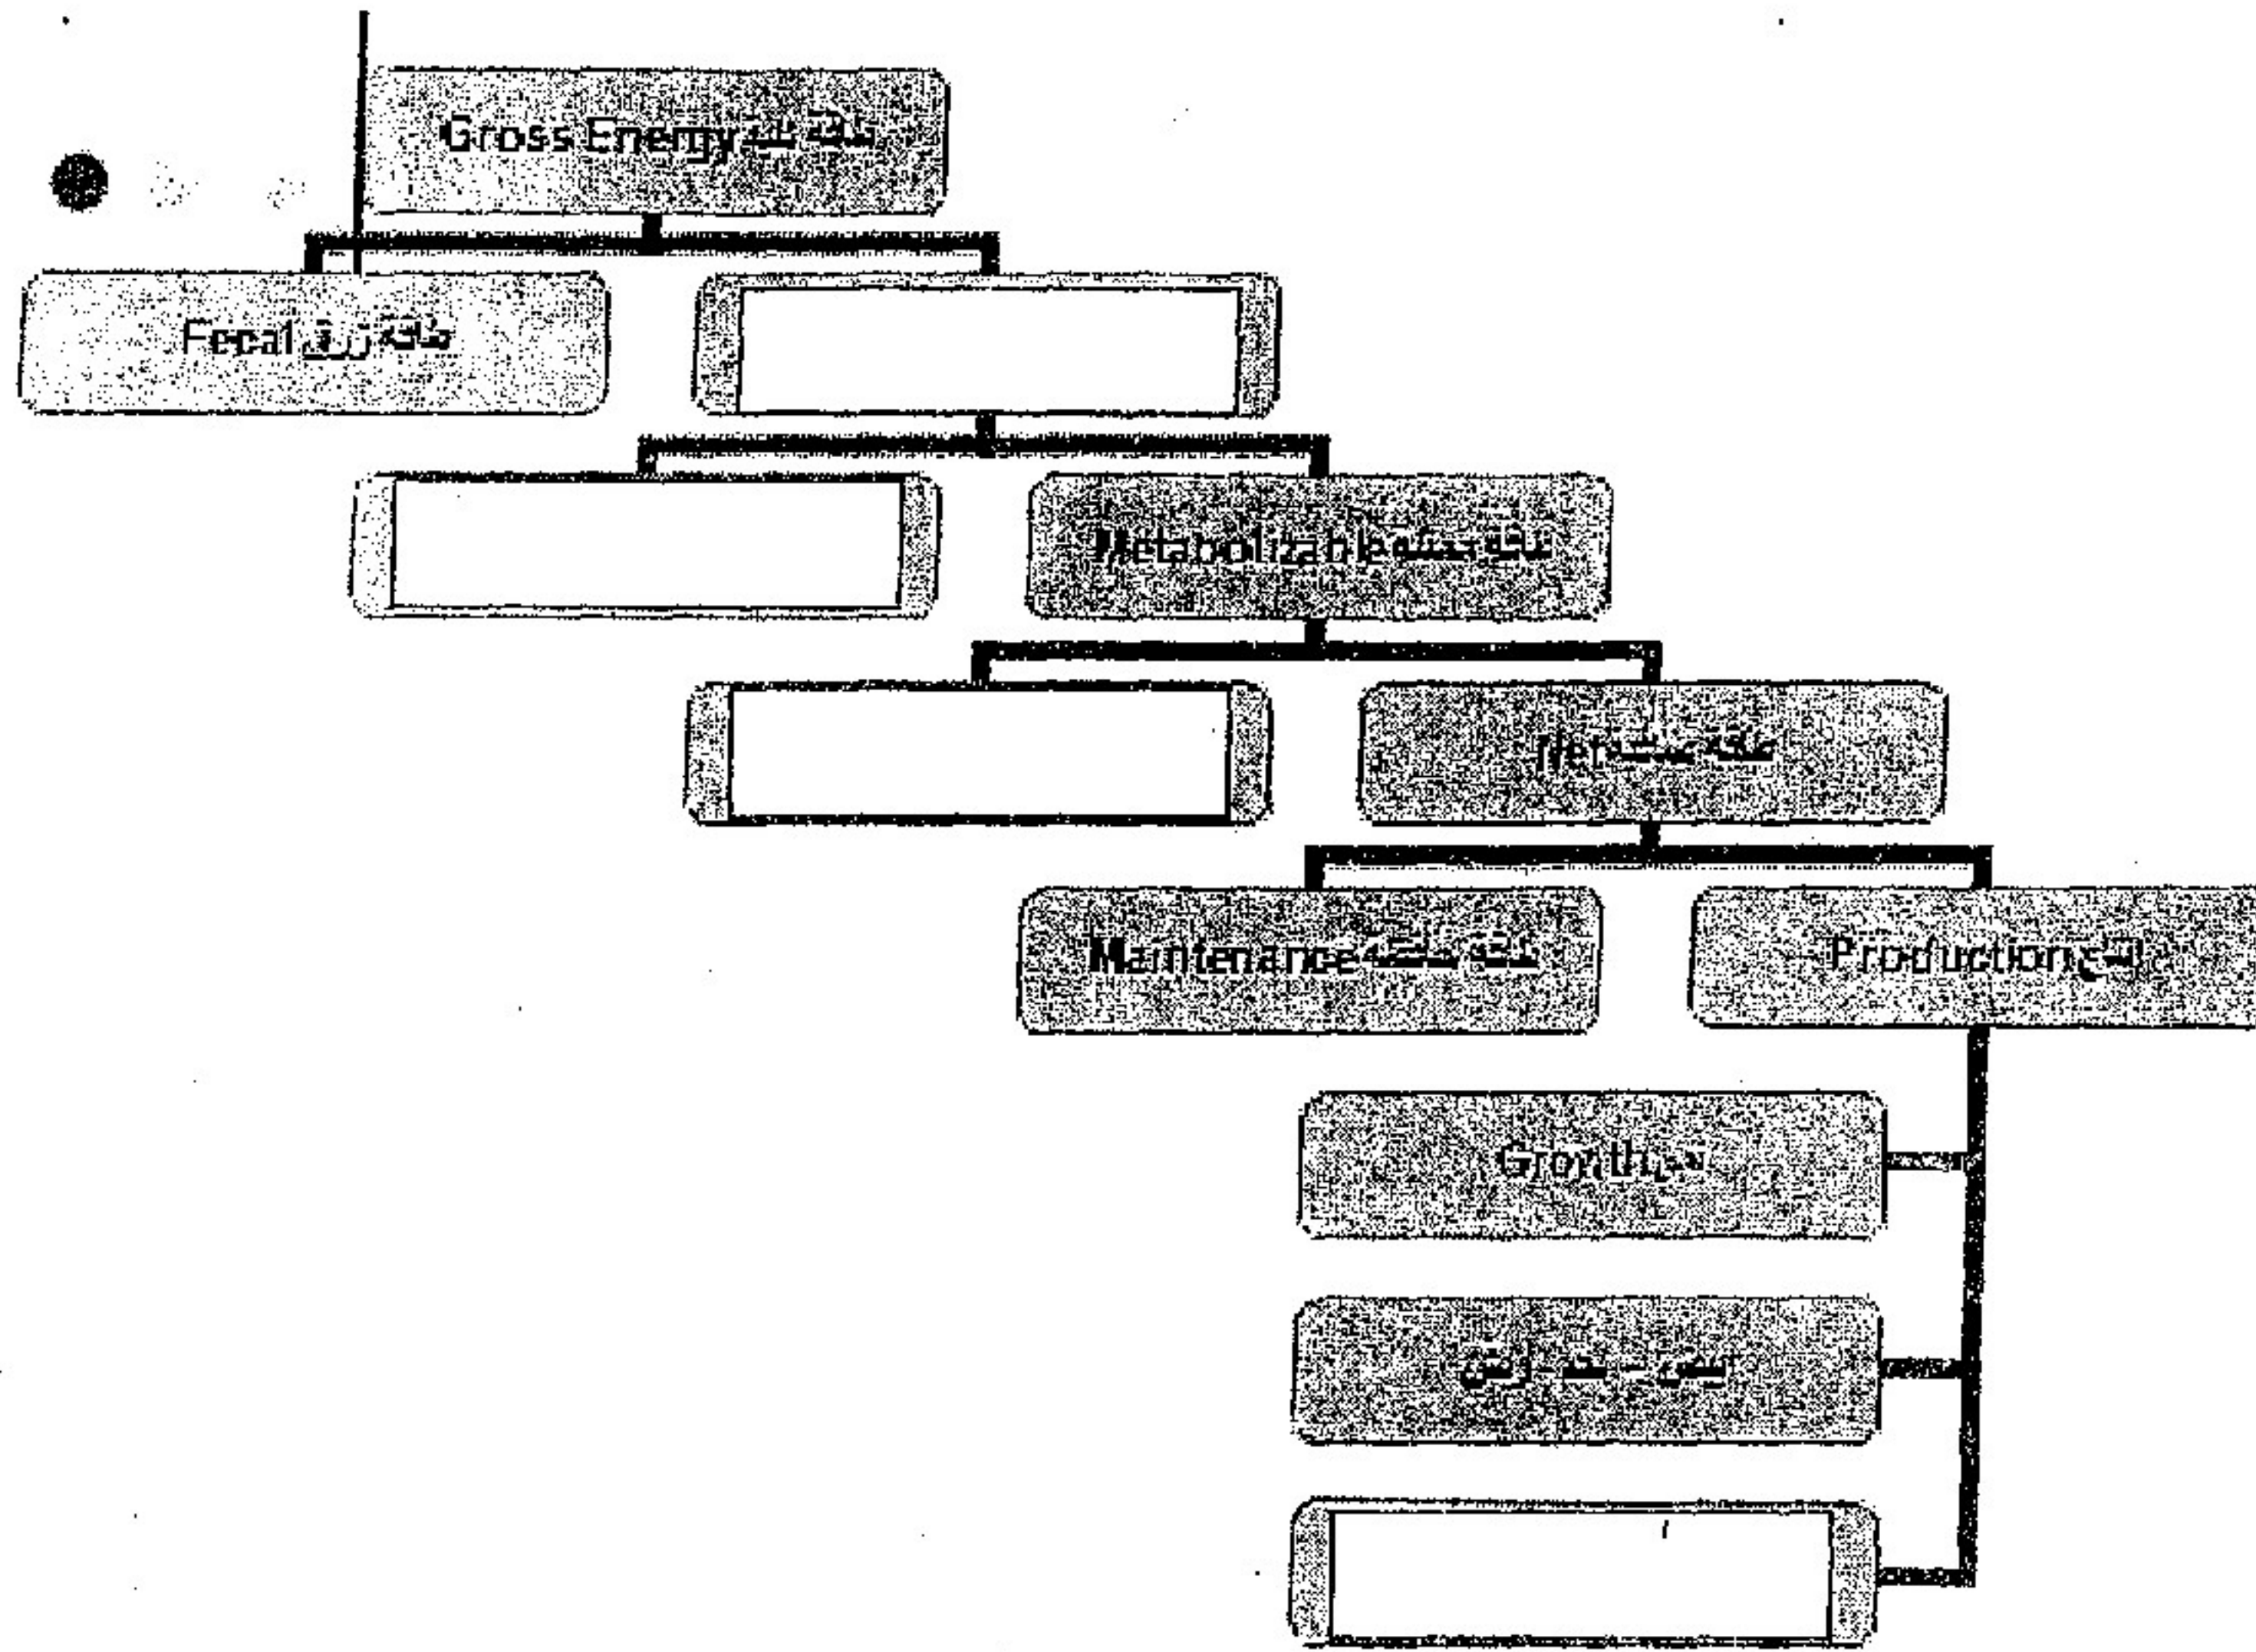 Gross Energy طاقة كلية
Fecal طاقة زرق
Metabolizable طاقة ممثلة
Net طاقة صافية
Maintenance طاقة حافظة
Production انتاج
Growth نمو